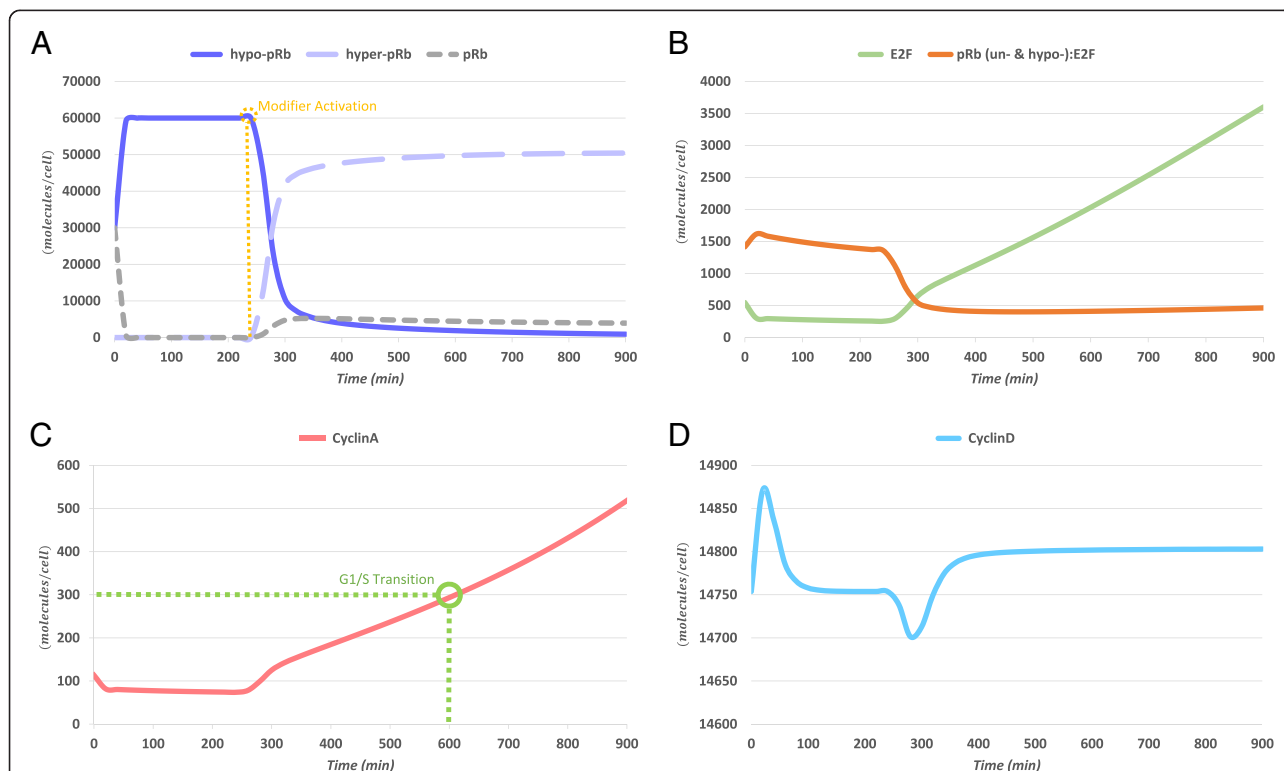 A
hypo-pRb hyper-pRb pRb
70000
60000
50000
40000
30000
20000
10000
0
(molecules/cell)
Modifier Activation
0 100 200 300 400 500 600 700 800 900
Time (min)
B
E2F pRb (un- & hypo-):E2F
4000
3500
3000
2500
2000
1500
1000
500
0
(molecules/cell)
0 100 200 300 400 500 600 700 800 900
Time (min)
C
CyclinA
600
500
400
300
200
100
0
(molecules/cell)
G1/S Transition
0 100 200 300 400 500 600 700 800 900
Time (min)
D
CyclinD
14900
14850
14800
14750
14700
14650
14600
(molecules/cell)
0 100 200 300 400 500 600 700 800 900
Time (min)